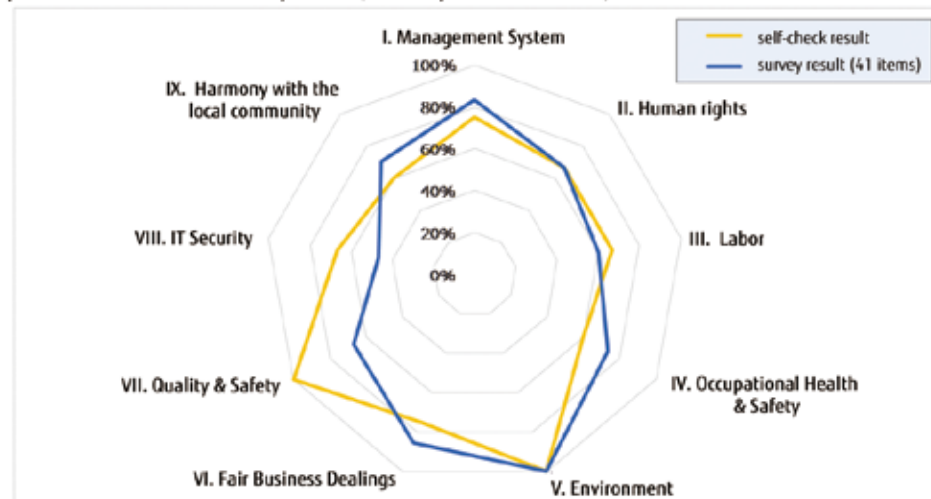 I. Management System
self-check result
survey result (41 items)
100%
80%
60%
40%
20%
0%
II. Human rights
III. Labor
IV. Occupational Health
& Safety
V. Environment
VI. Fair Business Dealings
VII. Quality & Safety
VIII. IT Security
IX. Harmony with the
local community